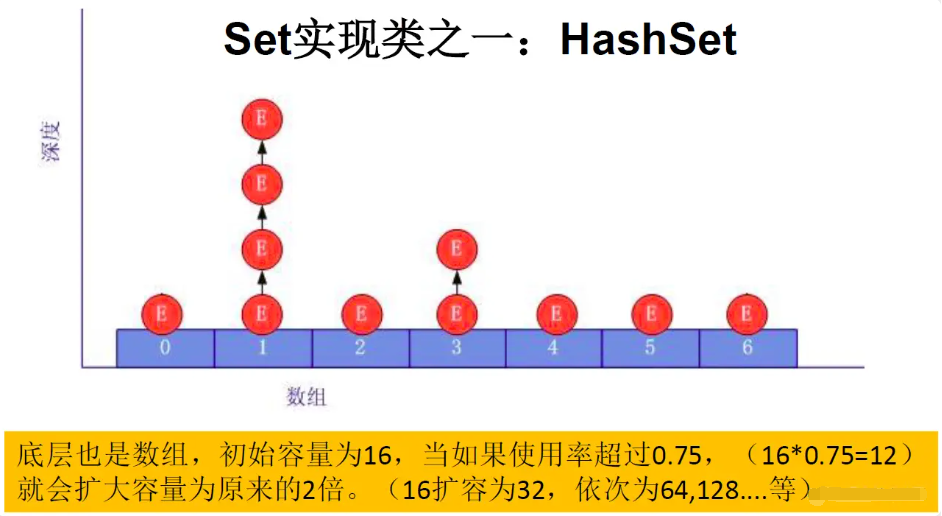 Set实现类之一：HashSet
深度
E
E
E
E
E
E
E
E
E
E
E
0 1 2 3 4 5 6
数组
底层也是数组，初始容量为16，当如果使用率超过0.75，（16*0.75=12）
就会扩大容量为原来的2倍。（16扩容为32，依次为64,128....等）